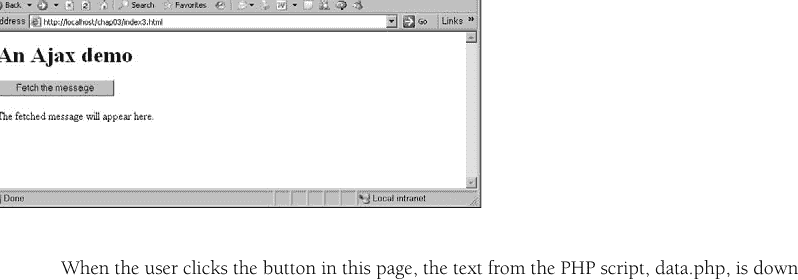 Back Search Favorites
ddress http://localhost/chap03/index3.html Go Links »
An Ajax demo
Fetch the message
The fetched message will appear here.
Done Local intranet
When the user clicks the button in this page, the text from the PHP script, data.php, is down